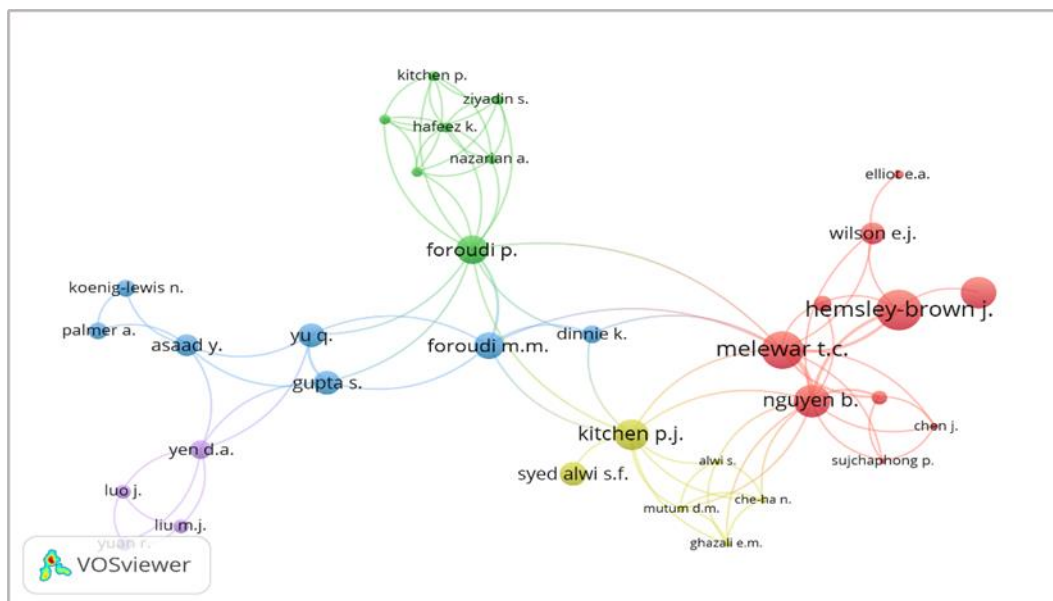 kitchen p.
ziyadin s.
hafeez k.
nazarian a.
elliot e.a.
wilson e.j.
foroudi p.
koenig-lewis n.
hemsley-brown j.
palmer a.
asaad y.
yu q.
foroudi m.m.
dinnie k.
melewar t.c.
gupta s.
nguyen b.
chen j.
kitchen p.j.
yen d.a.
syed alwi s.f.
alwi s.
sujchaphong p.
luo j.
che-ha n.
mutum d.m.
liu m.j.
yuan r.
ghazali e.m.
VOSviewer